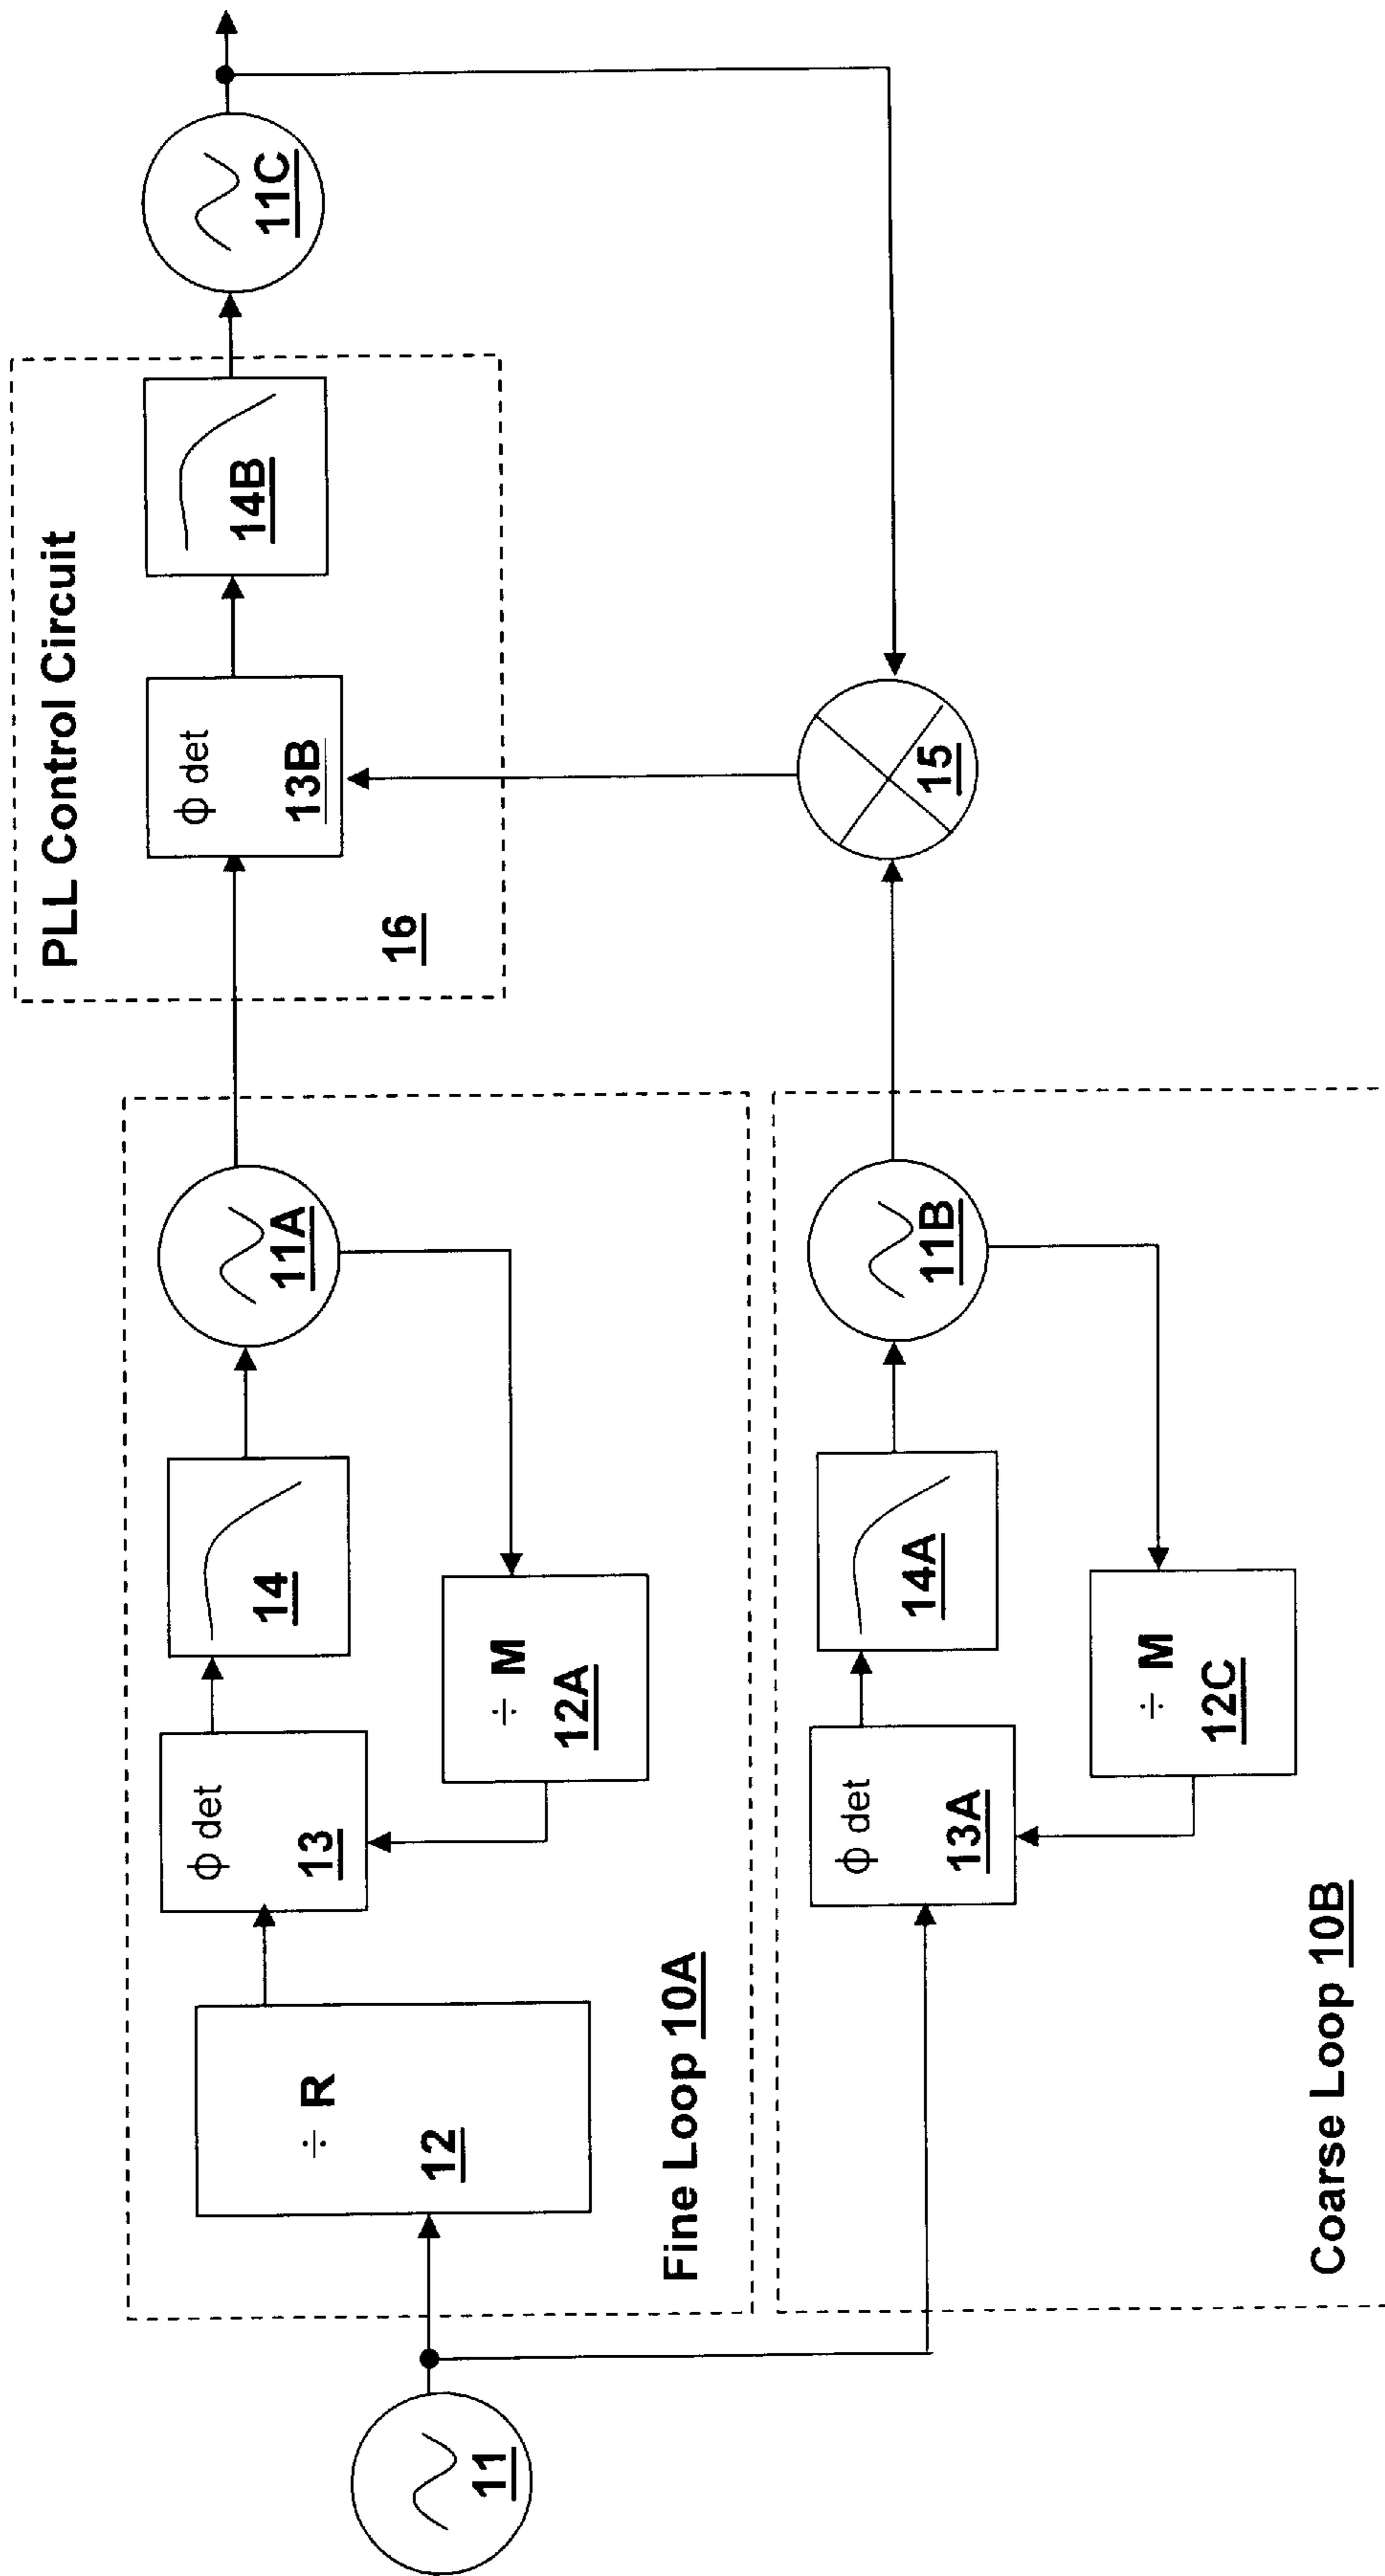 PLL Control Circuit
ϕ det
13B
14B
11C
16
÷ R
12
ϕ det
13
14
11A
÷ M
12A
Fine Loop 10A
11
15
ϕ det
13A
14A
11B
÷ M
12C
Coarse Loop 10B